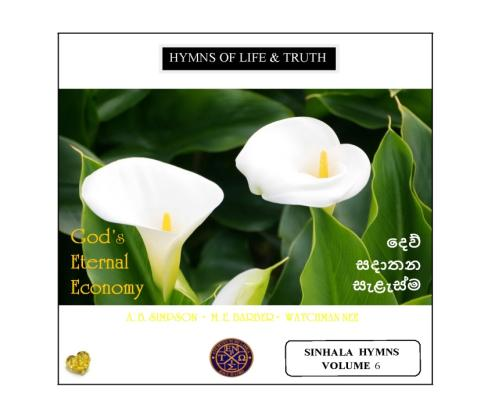 HYMNS OF LIFE & TRUTH
God's
Eternal
Economy
දෙව්
සදාතන
සැළැස්ම
A. B. SIMPSON - M. E. BARBER - WATCHMAN NEE
SINHALA HYMNS
VOLUME 6